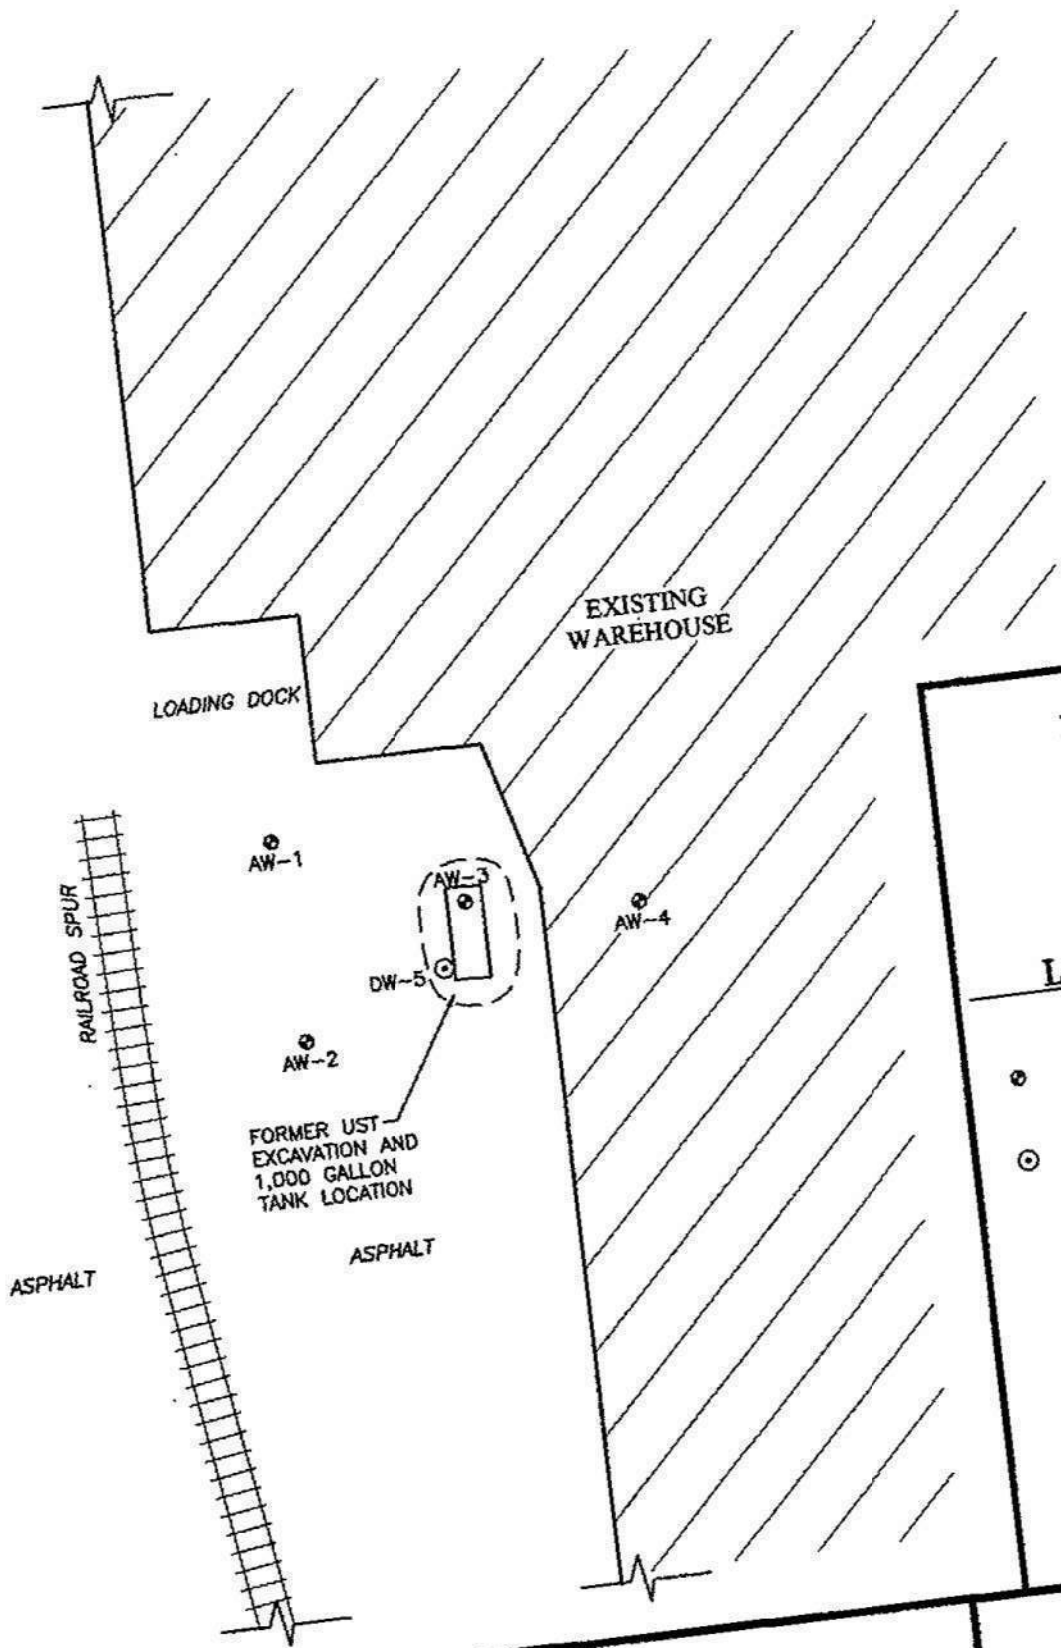 EXISTING
WAREHOUSE
LOADING DOCK
AW-1
AW-3
RAILROAD SPUR
AW-4
DW-5
AW-2
FORMER UST
EXCAVATION AND
1,000 GALLON
TANK LOCATION
ASPHALT
ASPHALT
L